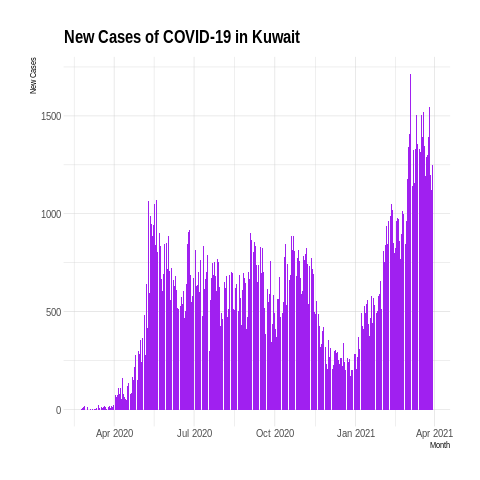 New Cases of COVID-19 in Kuwait
New Cases
1500
1000
500
0
Apr 2020 Jul 2020 Oct 2020 Jan 2021 Apr 2021
Month